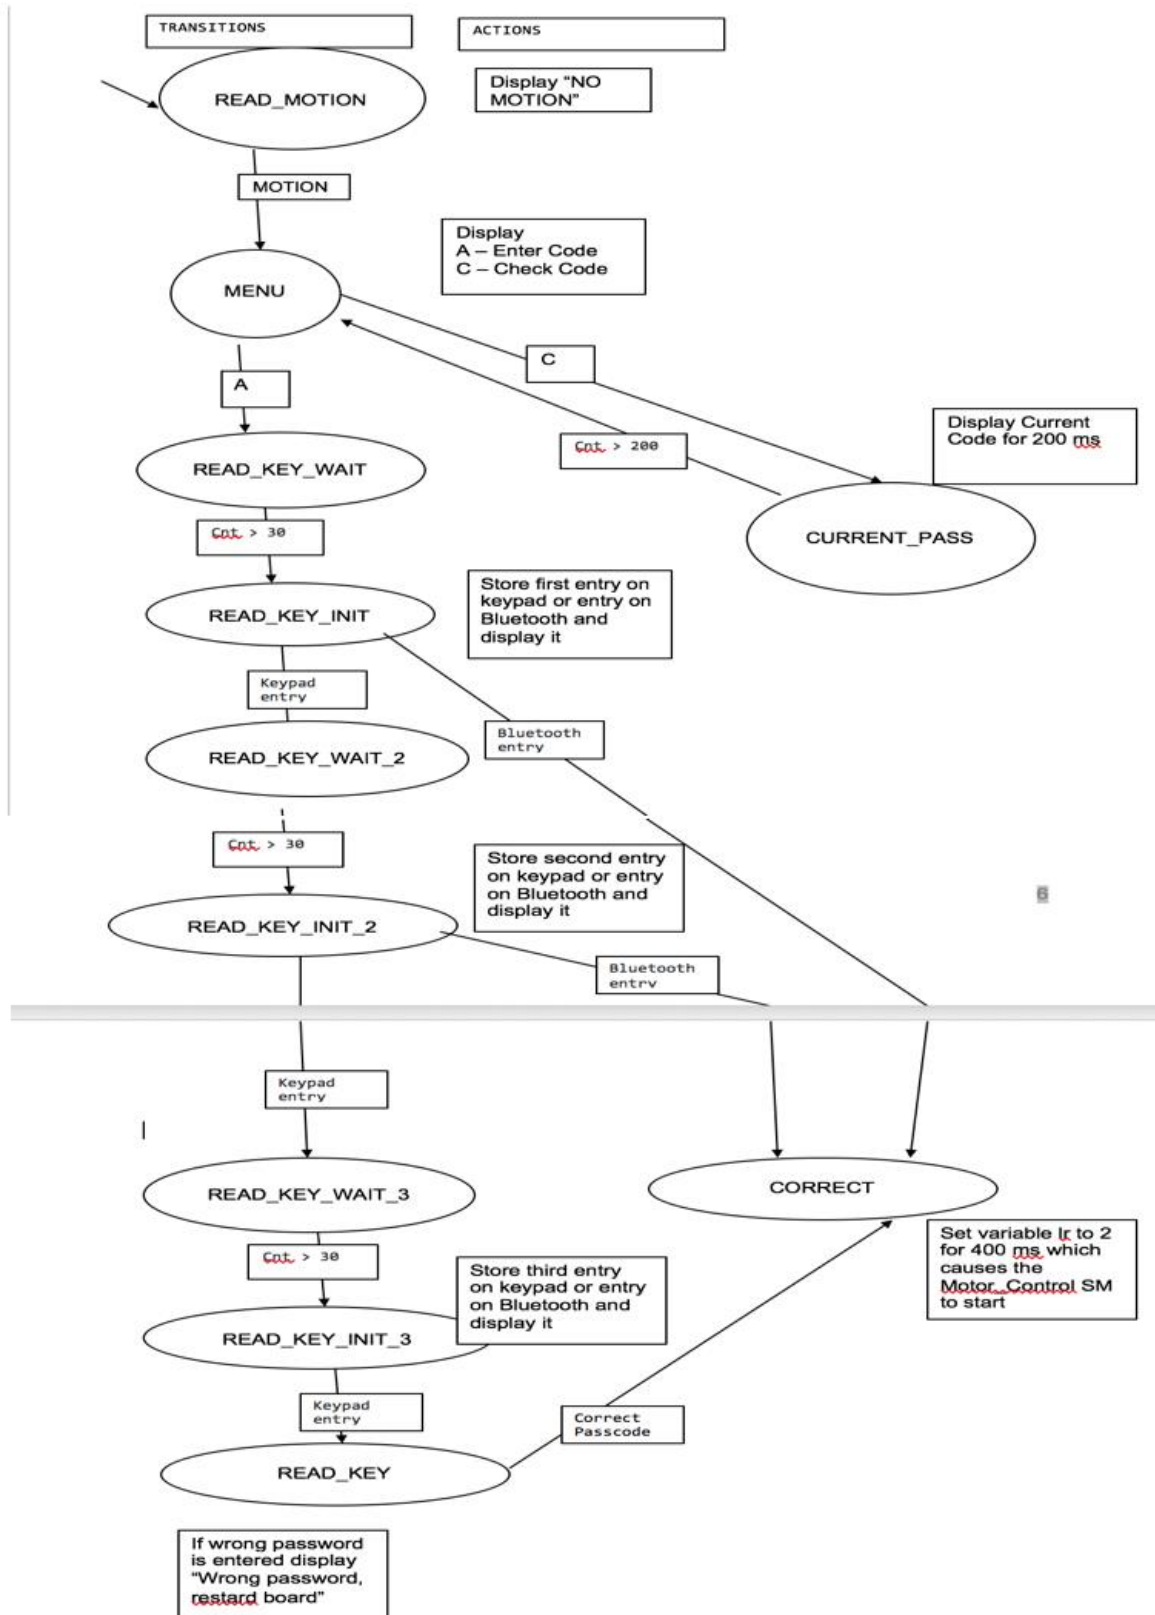 TRANSITIONS
ACTIONS
READ_MOTION
Display “NO
MOTION”
MOTION
Display
A – Enter Code
C – Check Code
MENU
C
A
Cnt > 200
Display Current
Code for 200 ms
READ_KEY_WAIT
Cnt > 30
CURRENT_PASS
Store first entry on
keypad or entry on
Bluetooth and
display it
READ_KEY_INIT
Keypad
entry
Bluetooth
entry
READ_KEY_WAIT_2
Cnt > 30
Store second entry
on keypad or entry
on Bluetooth and
display it
6
READ_KEY_INIT_2
Bluetooth
entry
Keypad
entry
READ_KEY_WAIT_3
CORRECT
Cnt > 30
Set variable lr to 2
for 400 ms which
causes the
Motor_Control SM
to start
Store third entry
on keypad or entry
on Bluetooth and
display it
READ_KEY_INIT_3
Keypad
entry
Correct
Passcode
READ_KEY
If wrong password
is entered display
“Wrong password,
restard board”